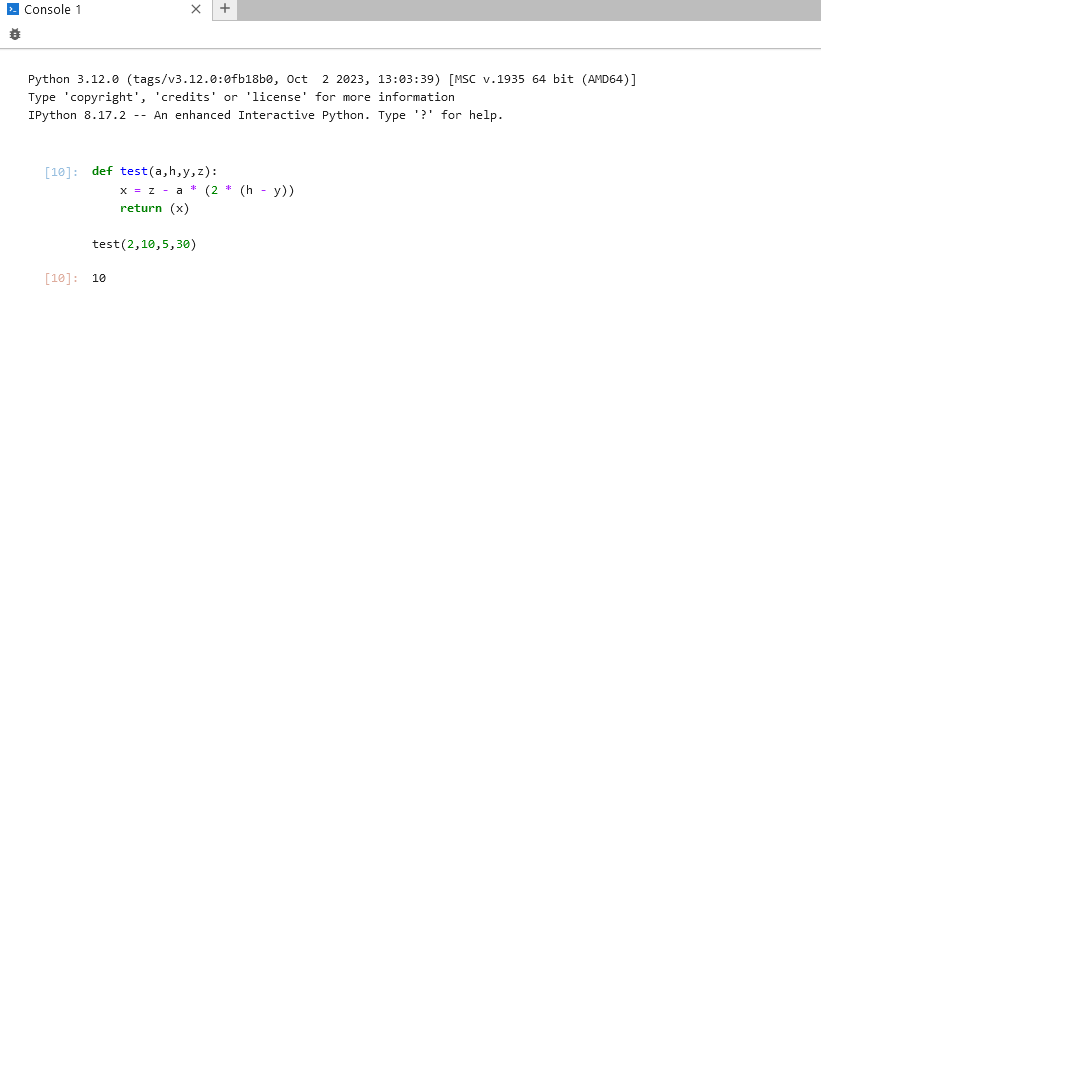 Console 1
Python 3.12.0 (tags/v3.12.0:0fb18b0, Oct  2 2023, 13:03:39) [MSC v.1935 64 bit (AMD64)]
Type 'copyright', 'credits' or 'license' for more information
IPython 8.17.2 -- An enhanced Interactive Python. Type '?' for help.
[10]: def test(a,h,y,z):
    x = z - a * (2 * (h - y))
    return (x)
test(2,10,5,30)
[10]: 10